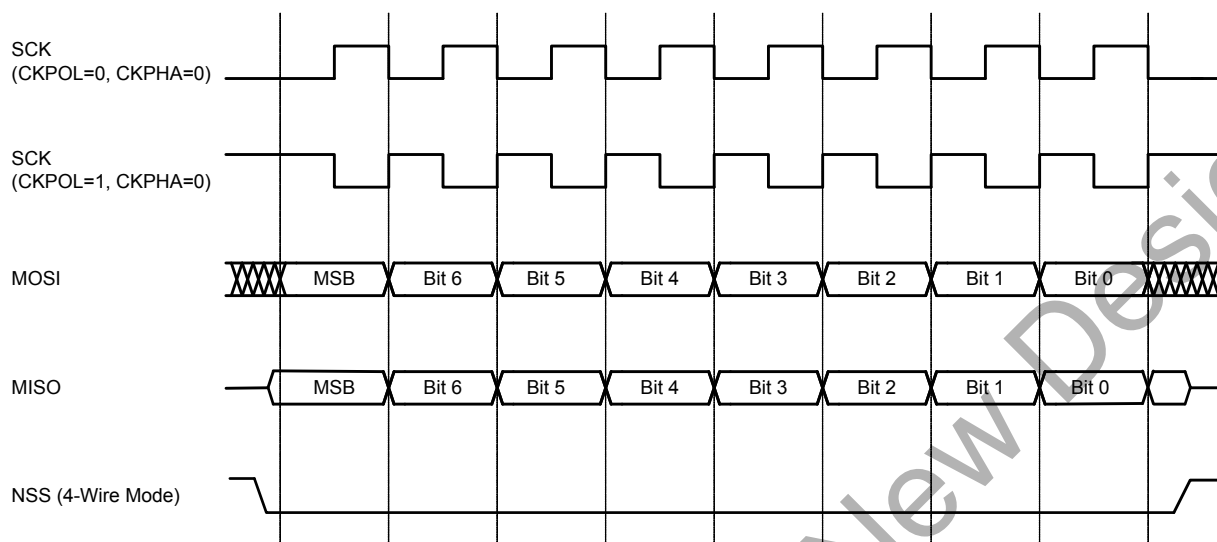 SCK
(CKPOL=0, CKPHA=0)
SCK
(CKPOL=1, CKPHA=0)
MOSI
MSB Bit 6 Bit 5 Bit 4 Bit 3 Bit 2 Bit 1 Bit 0
MISO
MSB Bit 6 Bit 5 Bit 4 Bit 3 Bit 2 Bit 1 Bit 0
NSS (4-Wire Mode)
New